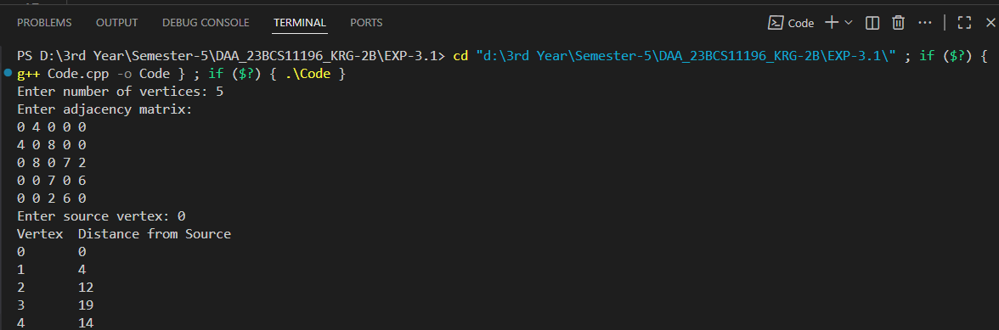 PROBLEMS OUTPUT DEBUG CONSOLE TERMINAL PORTS Code
PS D:\3rd Year\Semester-5\DAA_23BCS11196_KRG-2B\EXP-3.1> cd "d:\3rd Year\Semester-5\DAA_23BCS11196_KRG-2B\EXP-3.1\" ; if ($?) {
g++ Code.cpp -o Code } ; if ($?) { .\Code }
Enter number of vertices: 5
Enter adjacency matrix:
0 4 0 0 0
4 0 8 0 0
0 8 0 7 2
0 0 7 0 6
0 0 2 6 0
Enter source vertex: 0
Vertex  Distance from Source
0       0
1       4
2       12
3       19
4       14